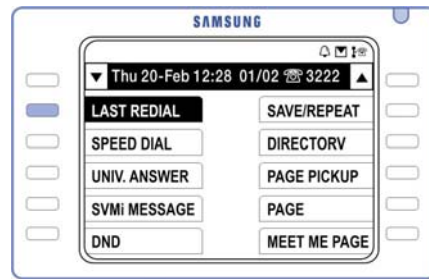 SAMSUNG
Thu 20-Feb 12:28 01/02 ☏ 3222
LAST REDIAL
SAVE/REPEAT
SPEED DIAL
DIRECTORV
UNIV. ANSWER
PAGE PICKUP
SVMi MESSAGE
PAGE
DND
MEET ME PAGE